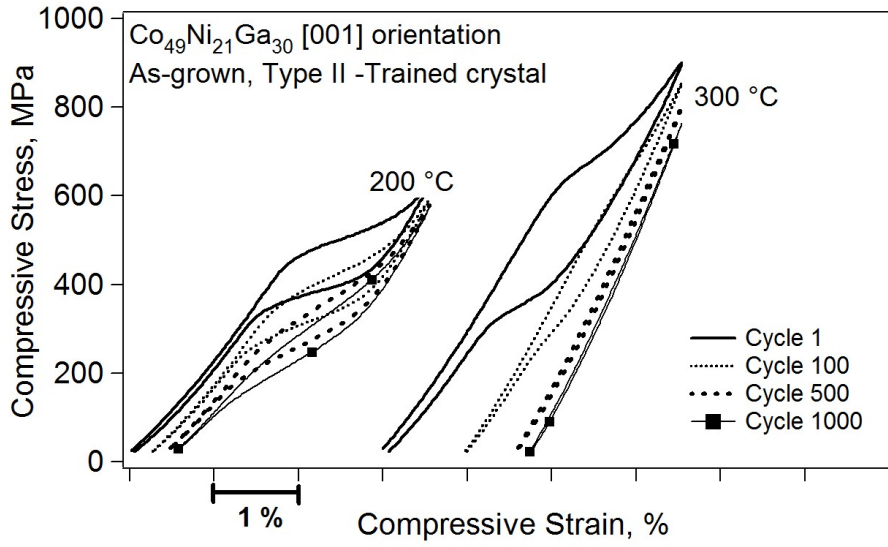 Co49Ni21Ga30 [001] orientation
As-grown, Type II -Trained crystal
1000
800
600
400
200
0
Compressive Stress, MPa
200 °C
300 °C
Cycle 1
Cycle 100
Cycle 500
Cycle 1000
1 %
Compressive Strain, %